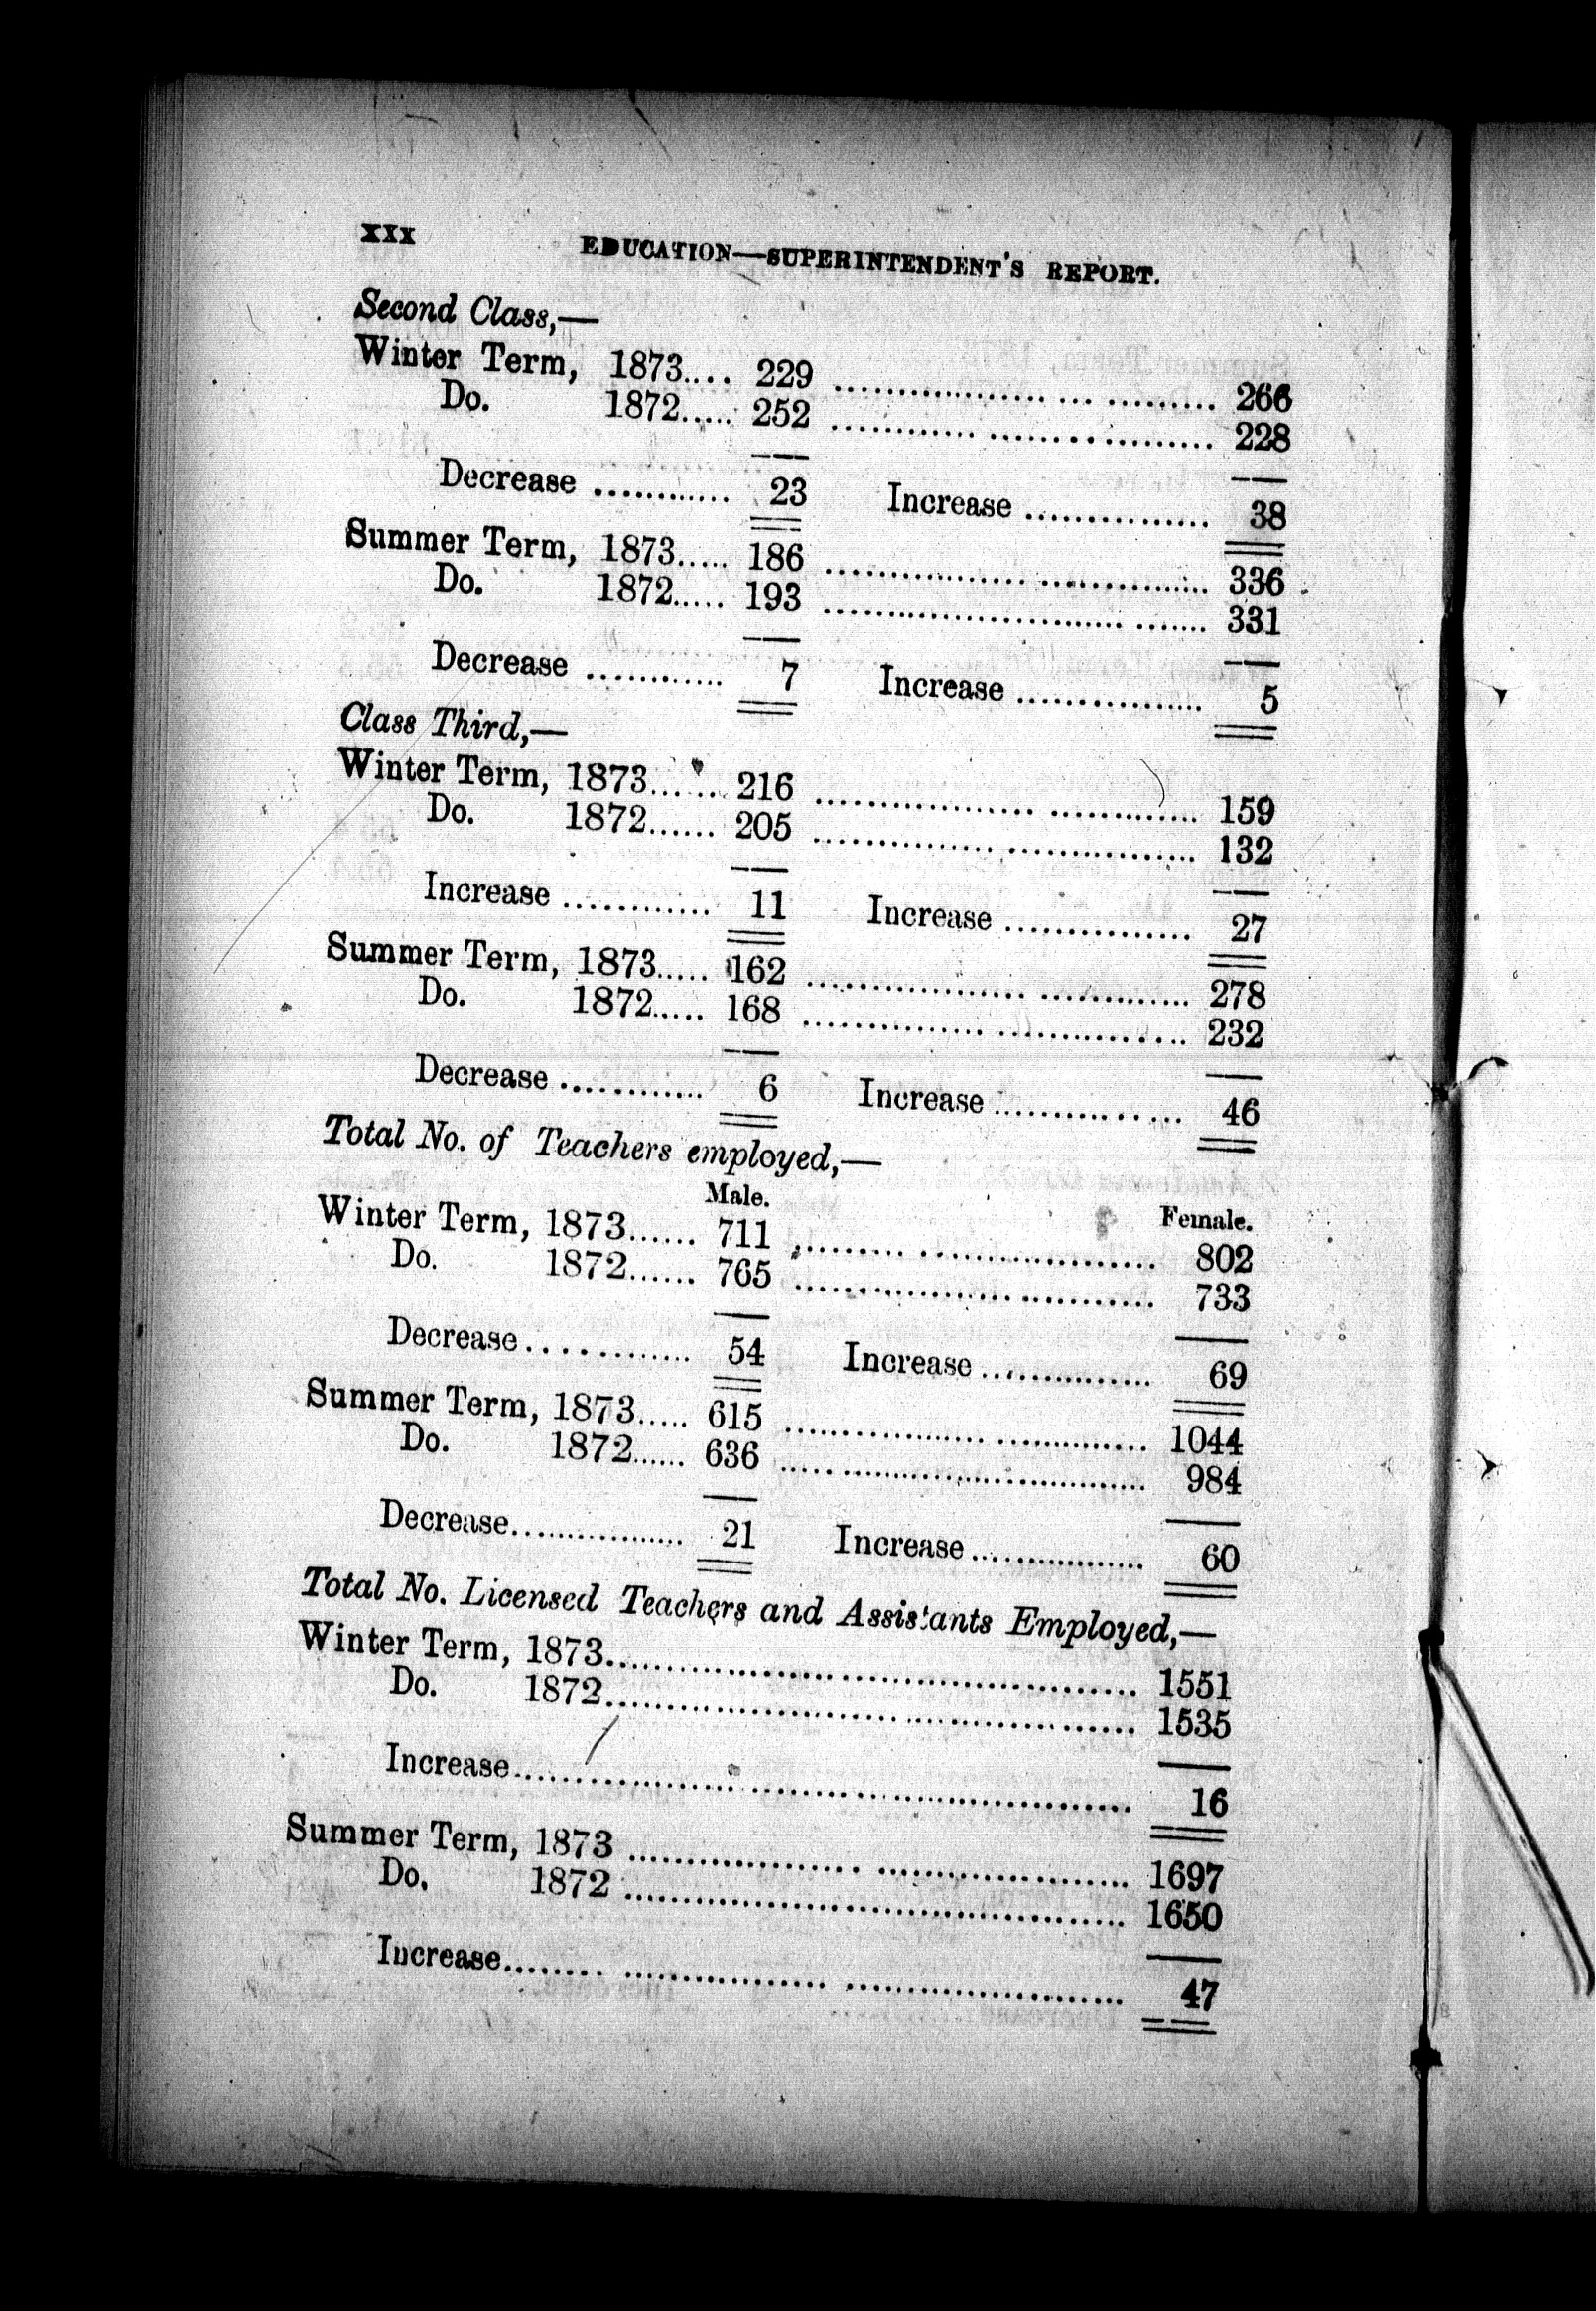 xxx EDUCATION—SUPERINTENDENT'S REPORT.
Second Class,—
Winter Term, 1873.... 229 ........................... 266
Do. 1872..... 252 ........................... 228
Decrease ............ 23 Increase ............... 38
Summer Term, 1873..... 186 ........................... 336
Do. 1872..... 193 ........................... 331
Decrease ............ 7 Increase ................ 5
Class Third,—
Winter Term, 1873...... 216 ........................... 159
Do. 1872...... 205 ........................... 132
Increase ............ 11 Increase ............... 27
Summer Term, 1873..... 162 ........................... 278
Do. 1872..... 168 ........................... 232
Decrease ............ 6 Increase ............... 46
Total No. of Teachers employed,—
Male. Female.
Winter Term, 1873...... 711 ........................... 802
Do. 1872...... 765 ........................... 733
Decrease............. 54 Increase............... 69
Summer Term, 1873..... 615 ........................... 1044
Do. 1872...... 636 ........................... 984
Decrease................ 21 Increase................ 60
Total No. Licensed Teachers and Assistants Employed,—
Winter Term, 1873........................................ 1551
Do. 1872........................................ 1535
Increase................................................ 16
Summer Term, 1873 ........................................ 1697
Do. 1872 ........................................ 1650
Increase................................................ 47